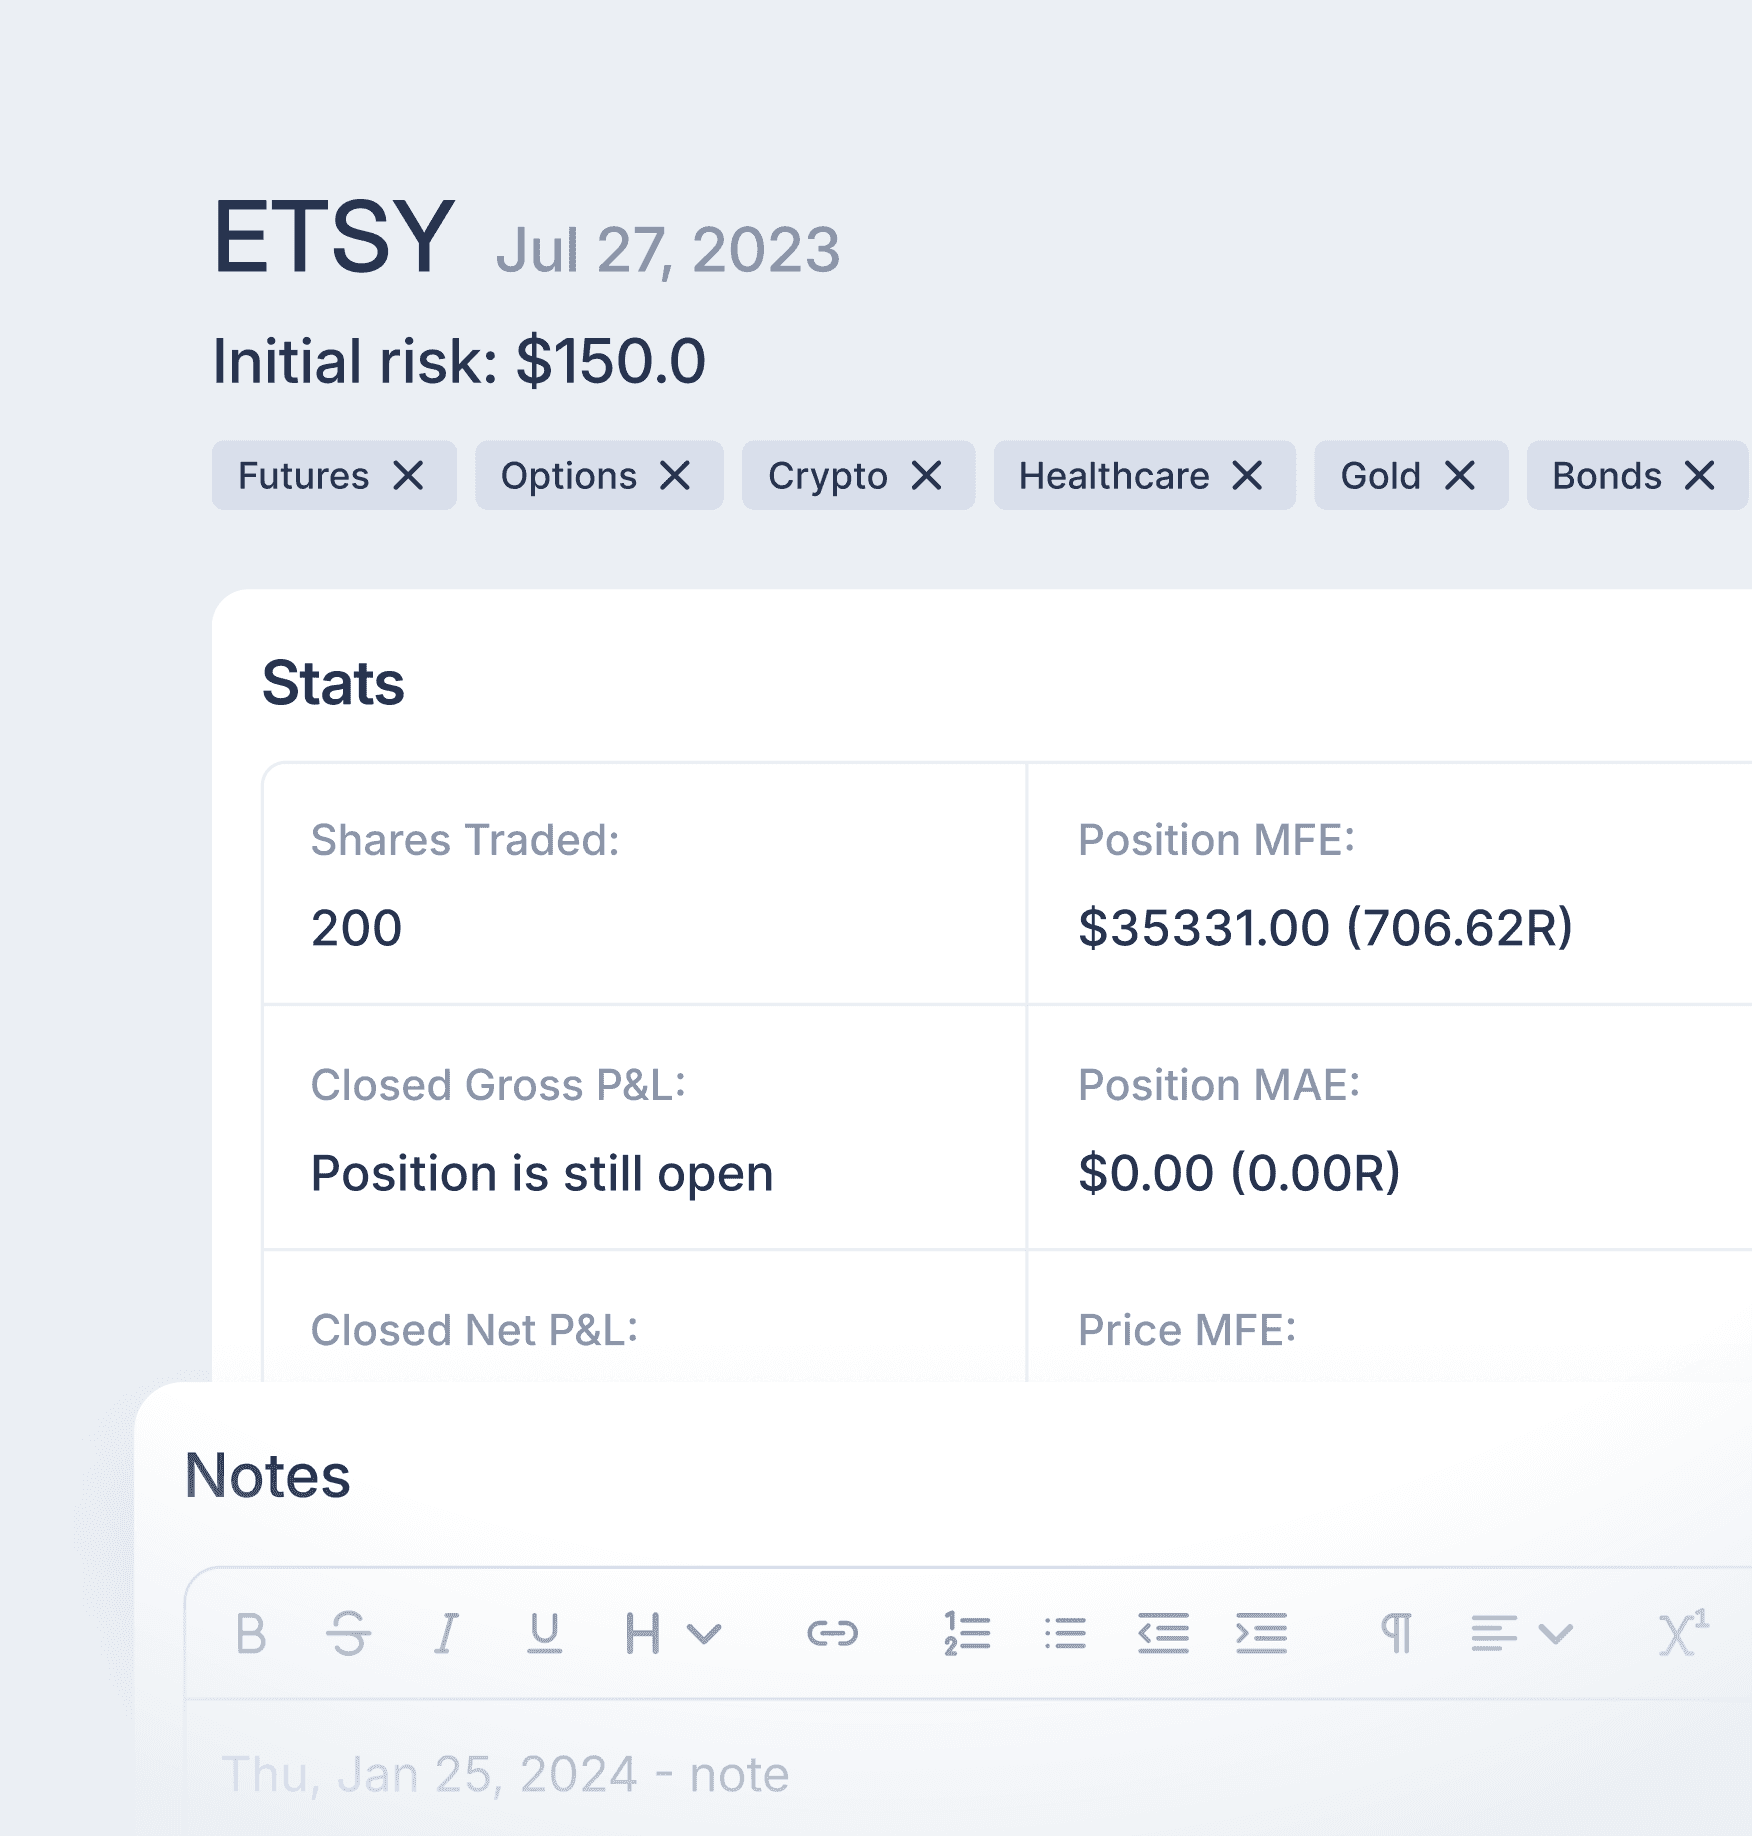 ETSY Jul 27, 2023
Initial risk: $150.0
Futures Options Crypto Healthcare Gold Bonds
Stats
Shares Traded: Position MFE:
200 $35331.00 (706.62R)
Closed Gross P&L: Position MAE:
Position is still open $0.00 (0.00R)
Closed Net P&L: Price MFE:
Notes
B S I U H ¶ X¹
Thu, Jan 25, 2024 - note